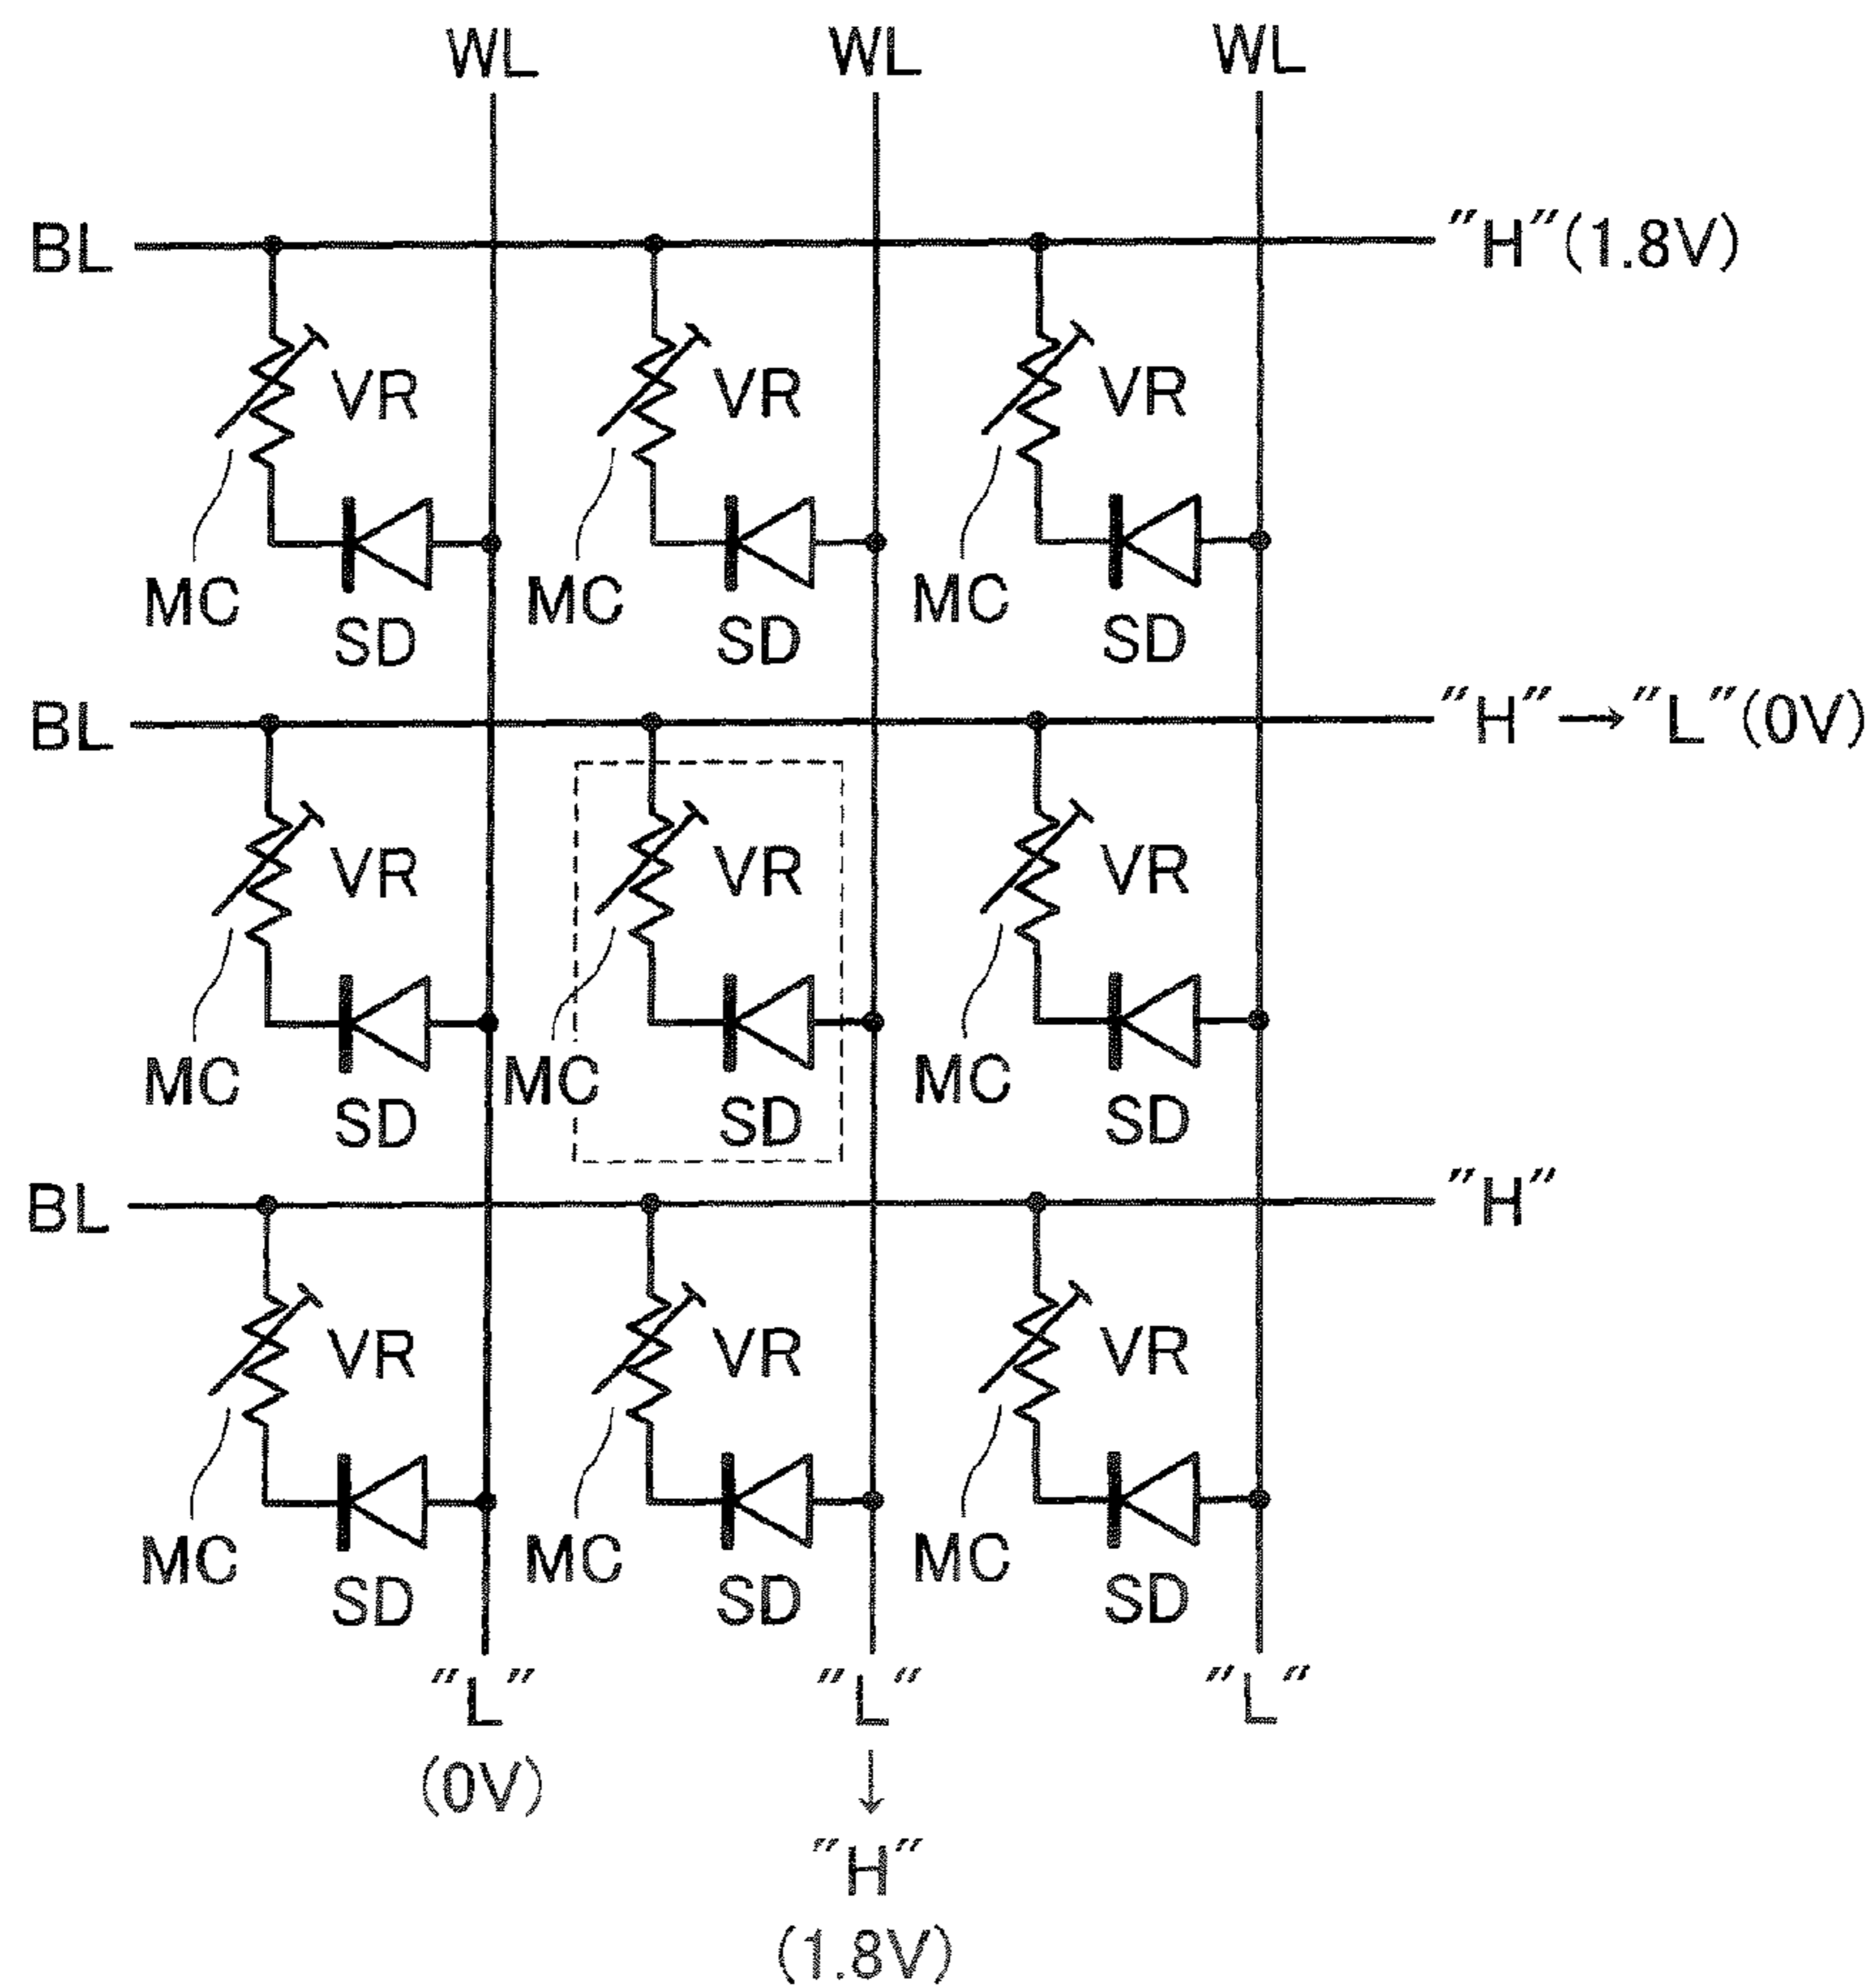 WL WL WL
BL "H"(1.8V)
VR VR VR
MC MC MC
SD SD SD
BL "H"→"L"(0V)
VR VR VR
MC MC MC
SD SD SD
BL "H"
VR VR VR
MC MC MC
SD SD SD
"L" "L" "L"
(0V) ↓
"H"
(1.8V)